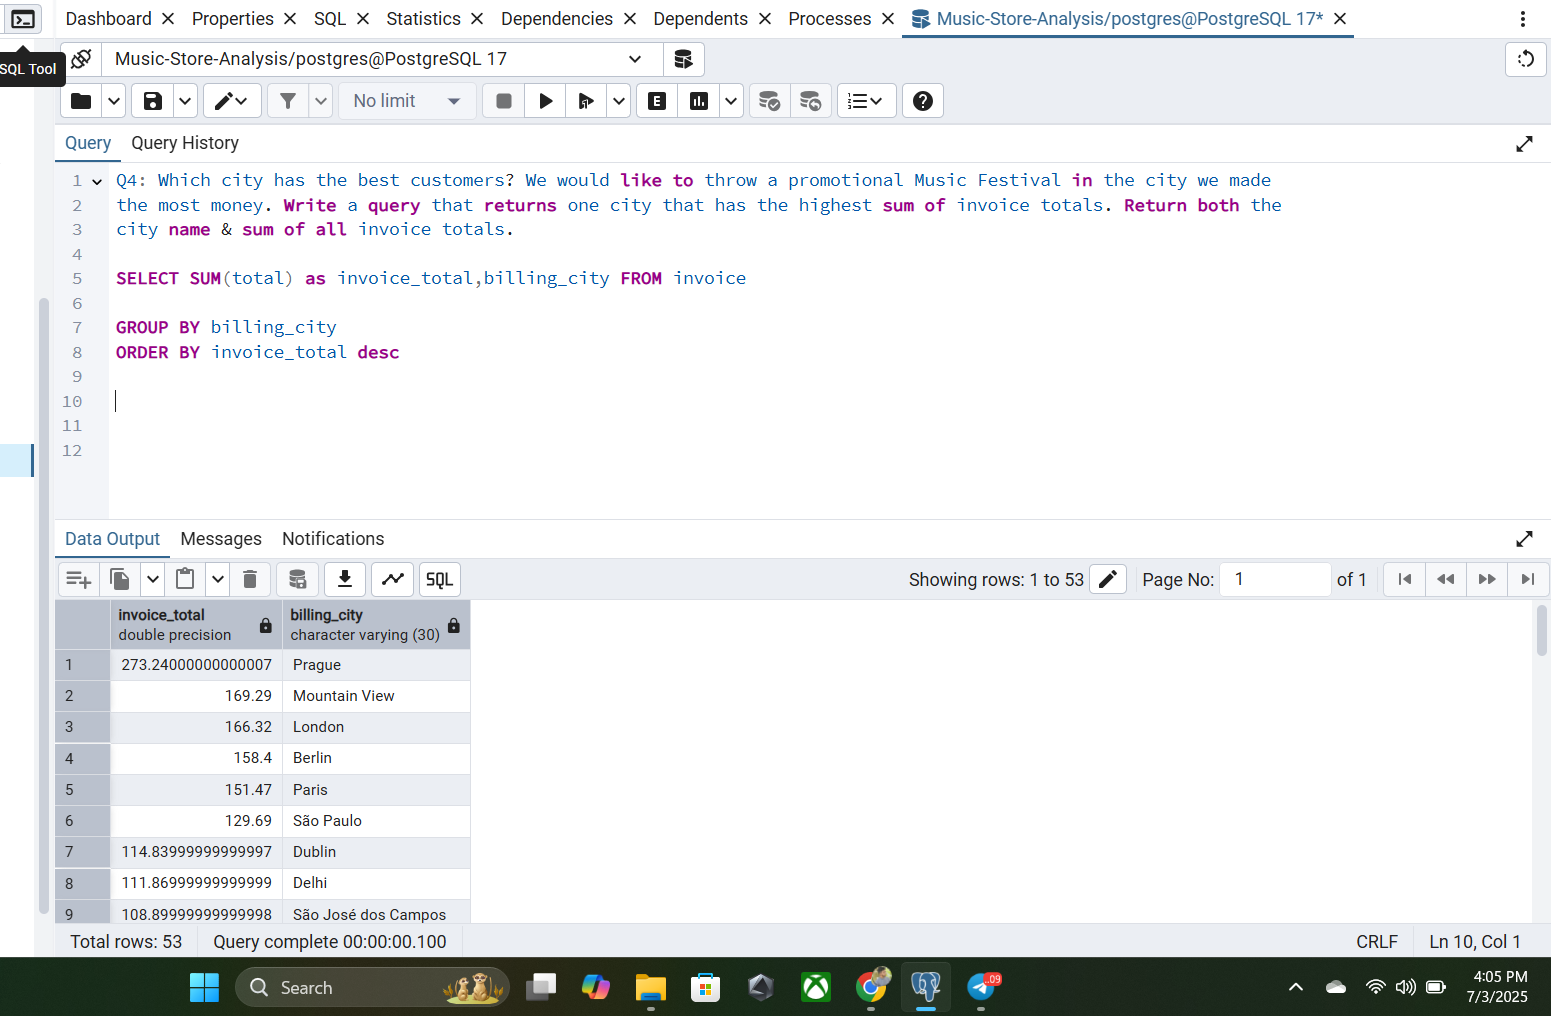 Dashboard Properties SQL Statistics Dependencies Dependents Processes Music-Store-Analysis/postgres@PostgreSQL 17*
SQL Tool
Music-Store-Analysis/postgres@PostgreSQL 17
No limit
E
Query Query History
1 Q4: Which city has the best customers? We would like to throw a promotional Music Festival in the city we made
2 the most money. Write a query that returns one city that has the highest sum of invoice totals. Return both the
3 city name & sum of all invoice totals.
4
5 SELECT SUM(total) as invoice_total,billing_city FROM invoice
6
7 GROUP BY billing_city
8 ORDER BY invoice_total desc
9
10
11
12
Data Output Messages Notifications
SQL Showing rows: 1 to 53 Page No: 1 of 1
invoice_total billing_city
double precision character varying (30)
1 273.24000000000007 Prague
2 169.29 Mountain View
3 166.32 London
4 158.4 Berlin
5 151.47 Paris
6 129.69 São Paulo
7 114.83999999999997 Dublin
8 111.86999999999999 Delhi
9 108.89999999999998 São José dos Campos
Total rows: 53 Query complete 00:00:00.100 CRLF Ln 10, Col 1
Search .09 4:05 PM
7/3/2025